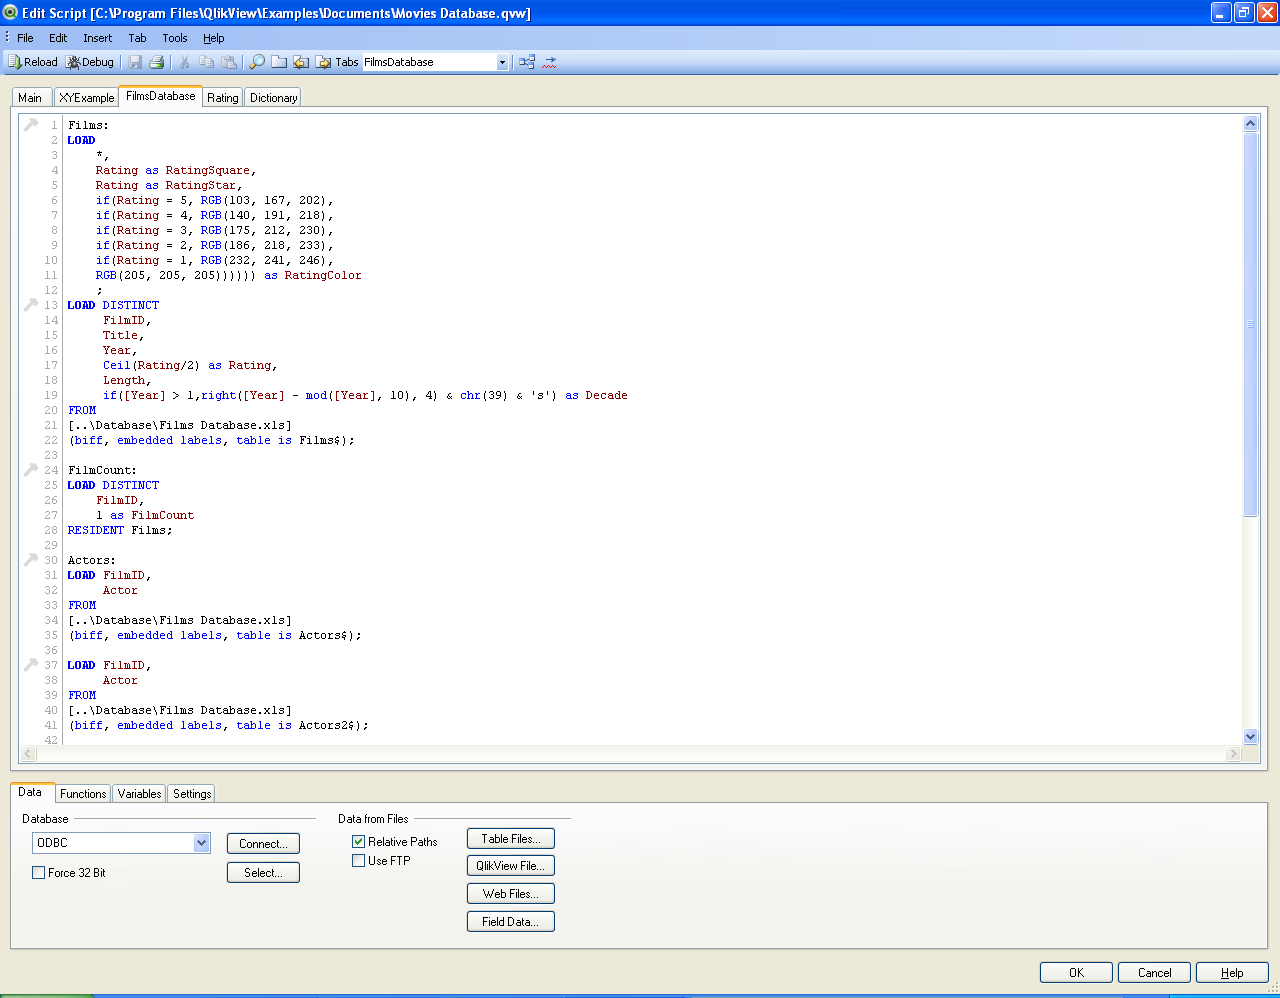 Edit Script [C:\Program Files\QlikView\Examples\Documents\Movies Database.qvw]
File Edit Insert Tab Tools Help
Reload Debug Tabs FilmsDatabase
Main XYExample FilmsDatabase Rating Dictionary
1 Films:
2 LOAD
3 *,
4 Rating as RatingSquare,
5 Rating as RatingStar,
6 if(Rating = 5, RGB(103, 167, 202),
7 if(Rating = 4, RGB(140, 191, 218),
8 if(Rating = 3, RGB(175, 212, 230),
9 if(Rating = 2, RGB(186, 218, 233),
10 if(Rating = 1, RGB(232, 241, 246),
11 RGB(205, 205, 205)))))) as RatingColor
12 ;
13 LOAD DISTINCT
14 FilmID,
15 Title,
16 Year,
17 Ceil(Rating/2) as Rating,
18 Length,
19 if([Year] > 1,right([Year] - mod([Year], 10), 4) & chr(39) & 's') as Decade
20 FROM
21 [..\Database\Films Database.xls]
22 (biff, embedded labels, table is Films$);
23
24 FilmCount:
25 LOAD DISTINCT
26 FilmID,
27 1 as FilmCount
28 RESIDENT Films;
29
30 Actors:
31 LOAD FilmID,
32 Actor
33 FROM
34 [..\Database\Films Database.xls]
35 (biff, embedded labels, table is Actors$);
36
37 LOAD FilmID,
38 Actor
39 FROM
40 [..\Database\Films Database.xls]
41 (biff, embedded labels, table is Actors2$);
42
Data Functions Variables Settings
Database
ODBC
Connect...
Force 32 Bit
Select...
Data from Files
Relative Paths
Use FTP
Table Files...
QlikView File...
Web Files...
Field Data...
OK Cancel Help